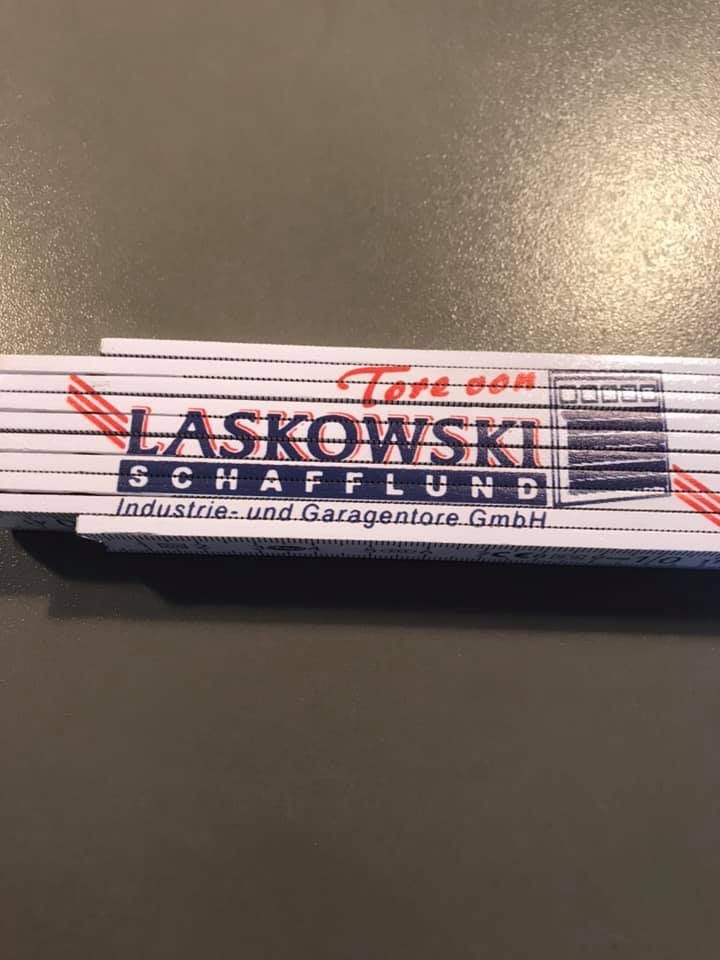 Tore von
LASKOWSKI
SCHAFFLUND
Industrie- und Garagentore GmbH